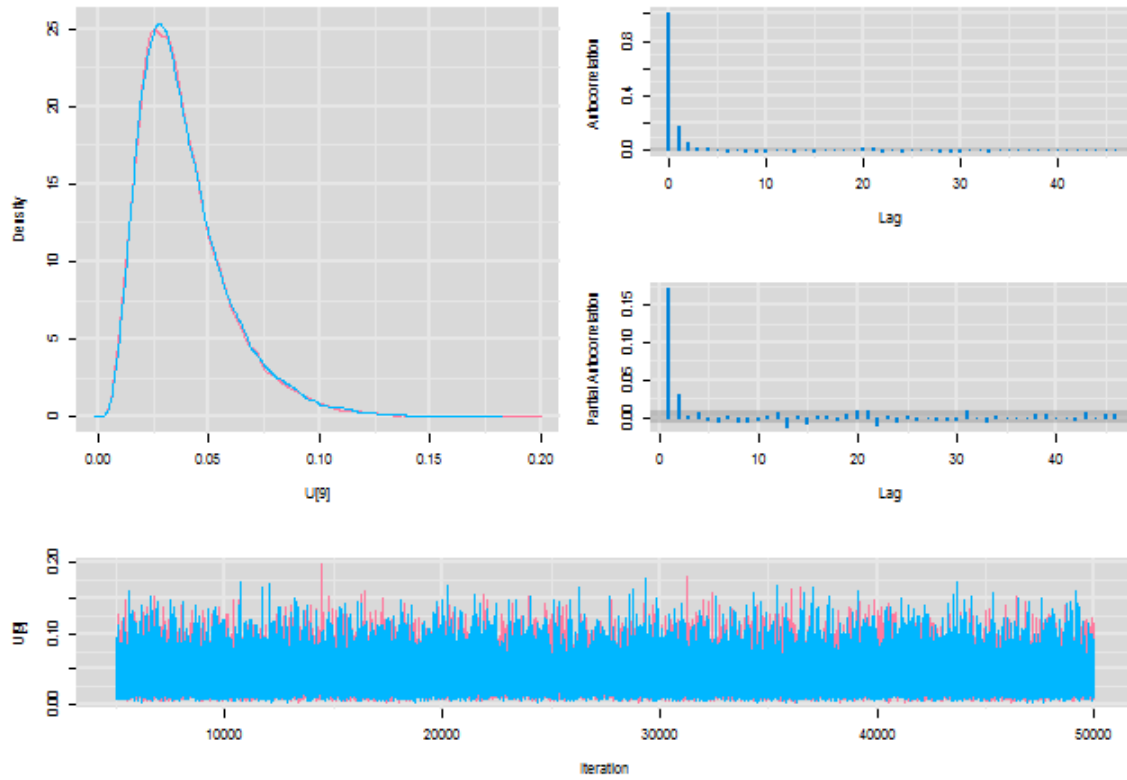 Density
0 5 10 15 20 25
0.00 0.05 0.10 0.15 0.20
U[9]
Autocorrelation
0.0 0.4 0.8
0 10 20 30 40
Lag
Partial Autocorrelation
0.00 0.05 0.10 0.15
0 10 20 30 40
Lag
U[9]
0.00 0.10 0.20
10000 20000 30000 40000 50000
Iteration